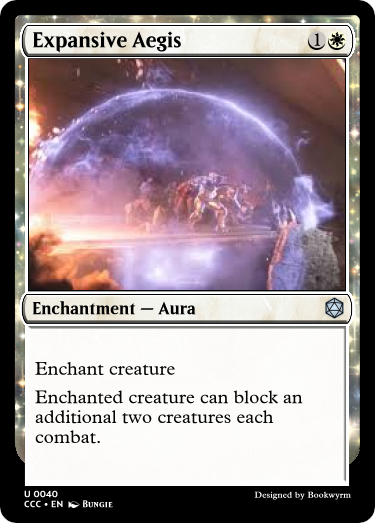 Expansive Aegis 1
Enchantment — Aura
Enchant creature
Enchanted creature can block an
additional two creatures each
combat.
U 0040
CCC • EN BUNGIE
Designed by Bookwyrm